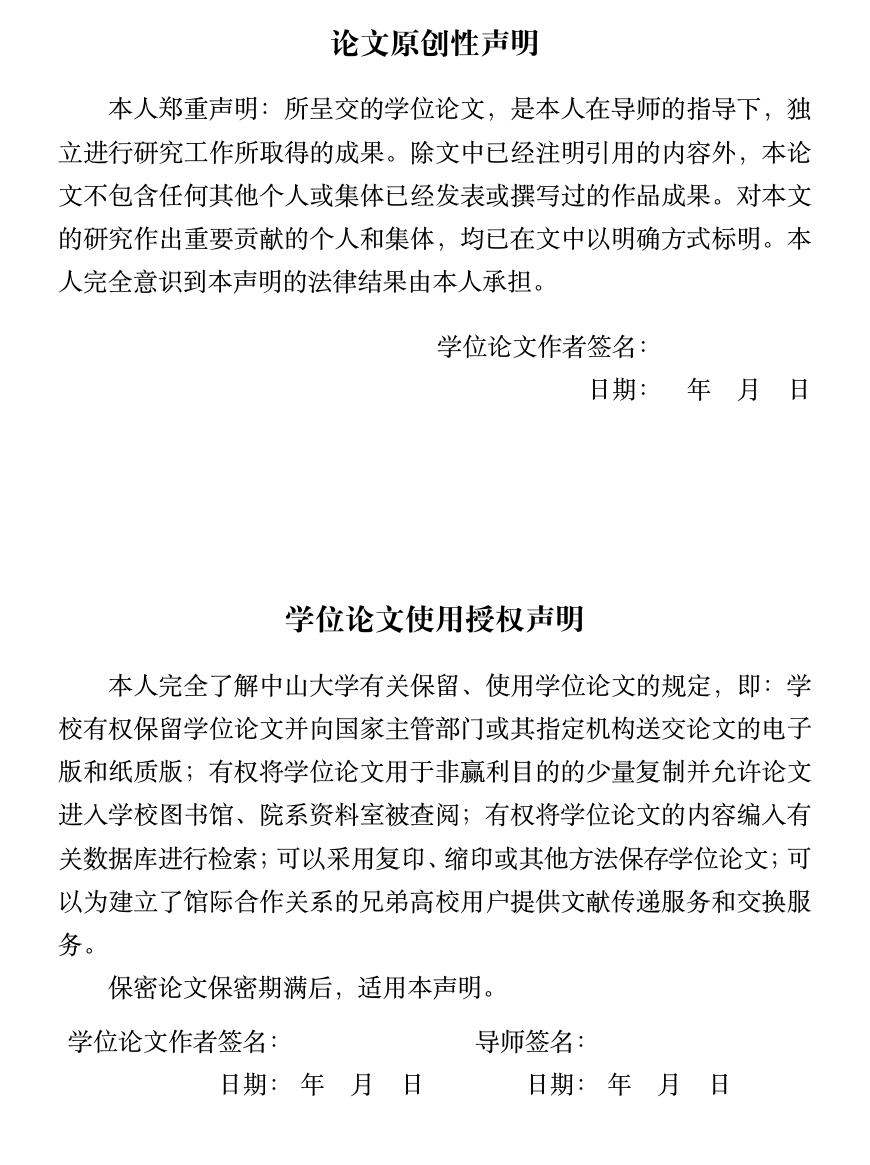 论文原创性声明
本人郑重声明：所呈交的学位论文，是本人在导师的指导下，独
立进行研究工作所取得的成果。除文中已经注明引用的内容外，本论
文不包含任何其他个人或集体已经发表或撰写过的作品成果。对本文
的研究作出重要贡献的个人和集体，均已在文中以明确方式标明。本
人完全意识到本声明的法律结果由本人承担。
学位论文作者签名：
日期： 年 月 日
学位论文使用授权声明
本人完全了解中山大学有关保留、使用学位论文的规定，即：学
校有权保留学位论文并向国家主管部门或其指定机构送交论文的电子
版和纸质版；有权将学位论文用于非赢利目的的少量复制并允许论文
进入学校图书馆、院系资料室被查阅；有权将学位论文的内容编入有
关数据库进行检索；可以采用复印、缩印或其他方法保存学位论文；可
以为建立了馆际合作关系的兄弟高校用户提供文献传递服务和交换服
务。
保密论文保密期满后，适用本声明。
学位论文作者签名： 导师签名：
日期： 年 月 日 日期： 年 月 日